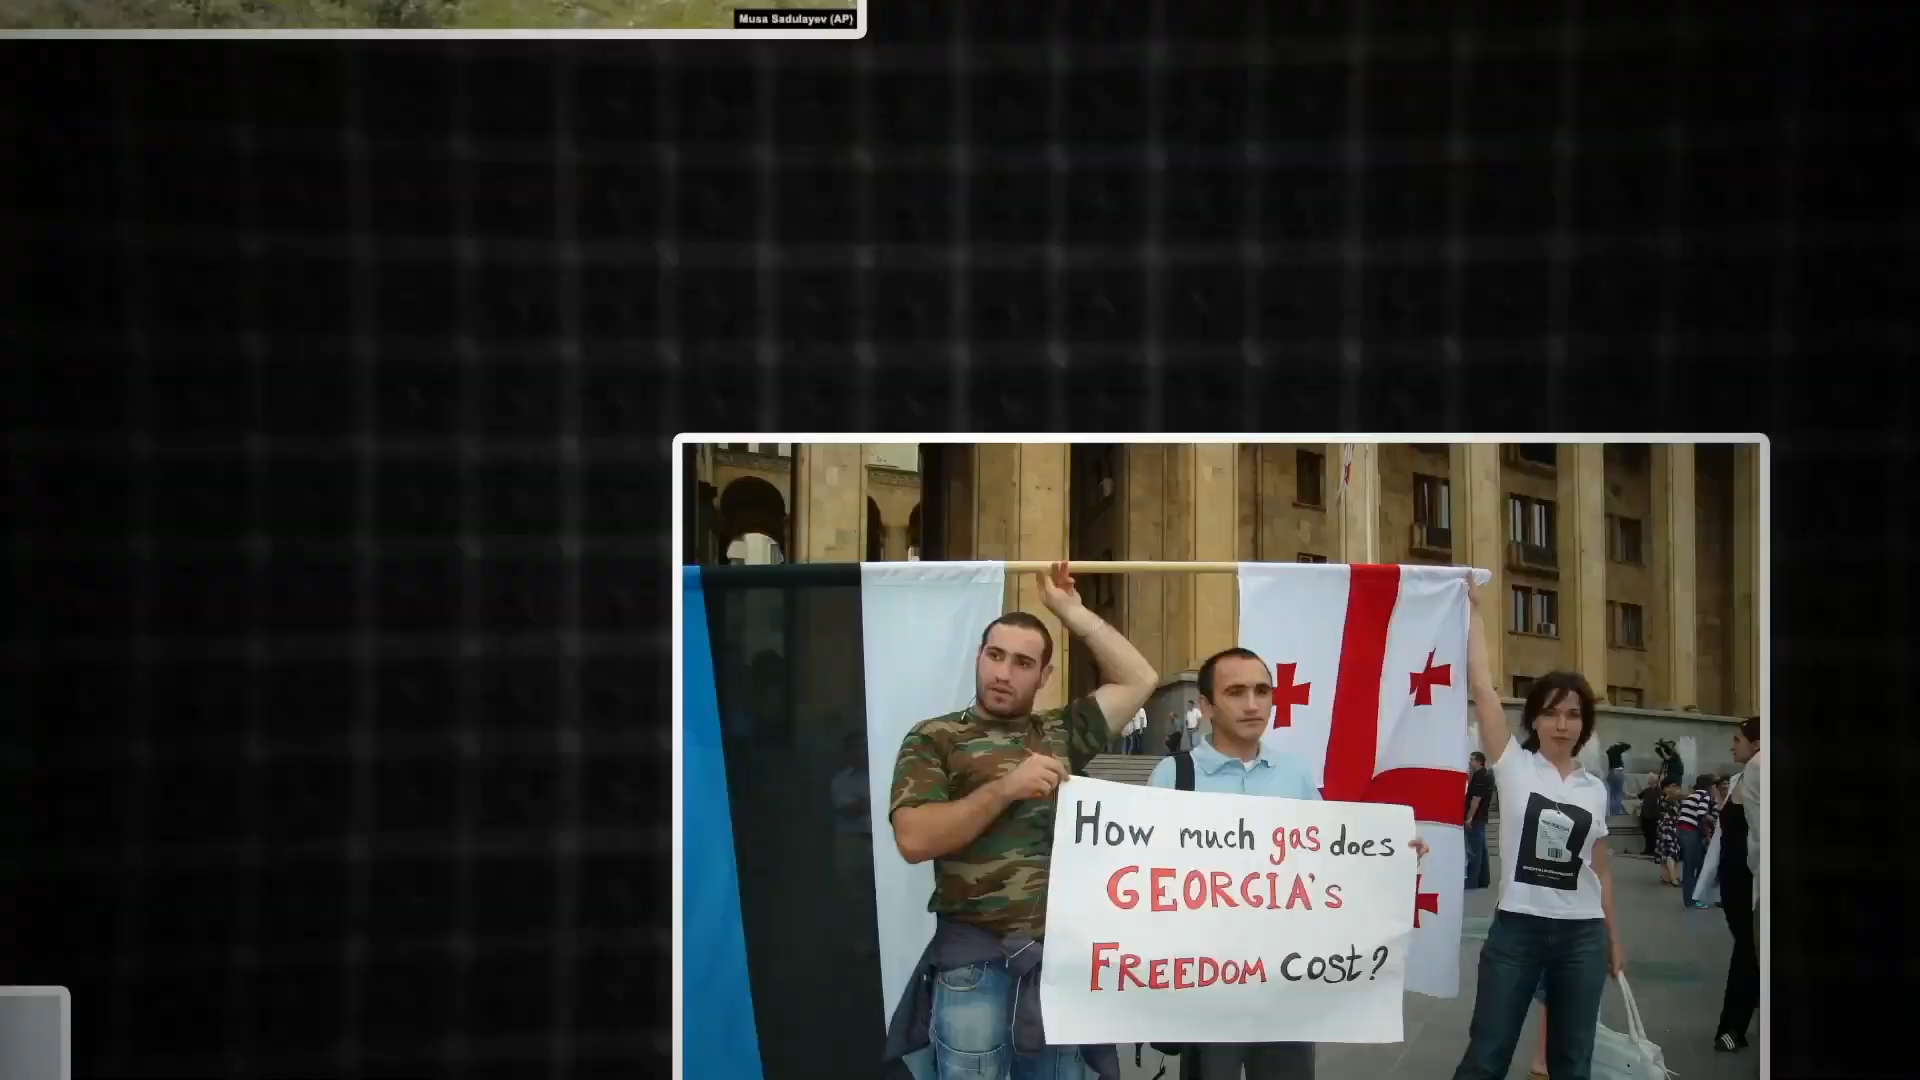 Musa Sadulayev (AP)
How much gas does
GEORGIA's
FREEDOM cost?